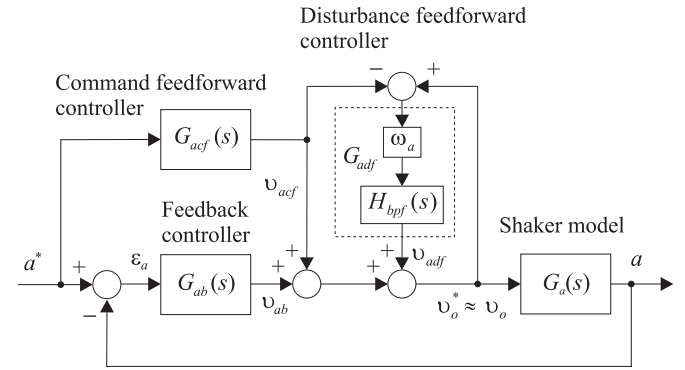 Disturbance feedforward
controller
− +
Command feedforward
controller
G_acf(s)
ω_a
G_adf
H_bpf(s)
υ_acf
Feedback
controller
Shaker model
a*
+
ε_a
G_ab(s)
+
+
υ_ab
+
+
υ_adf
υ_o* ≈ υ_o
G_a(s)
a
−